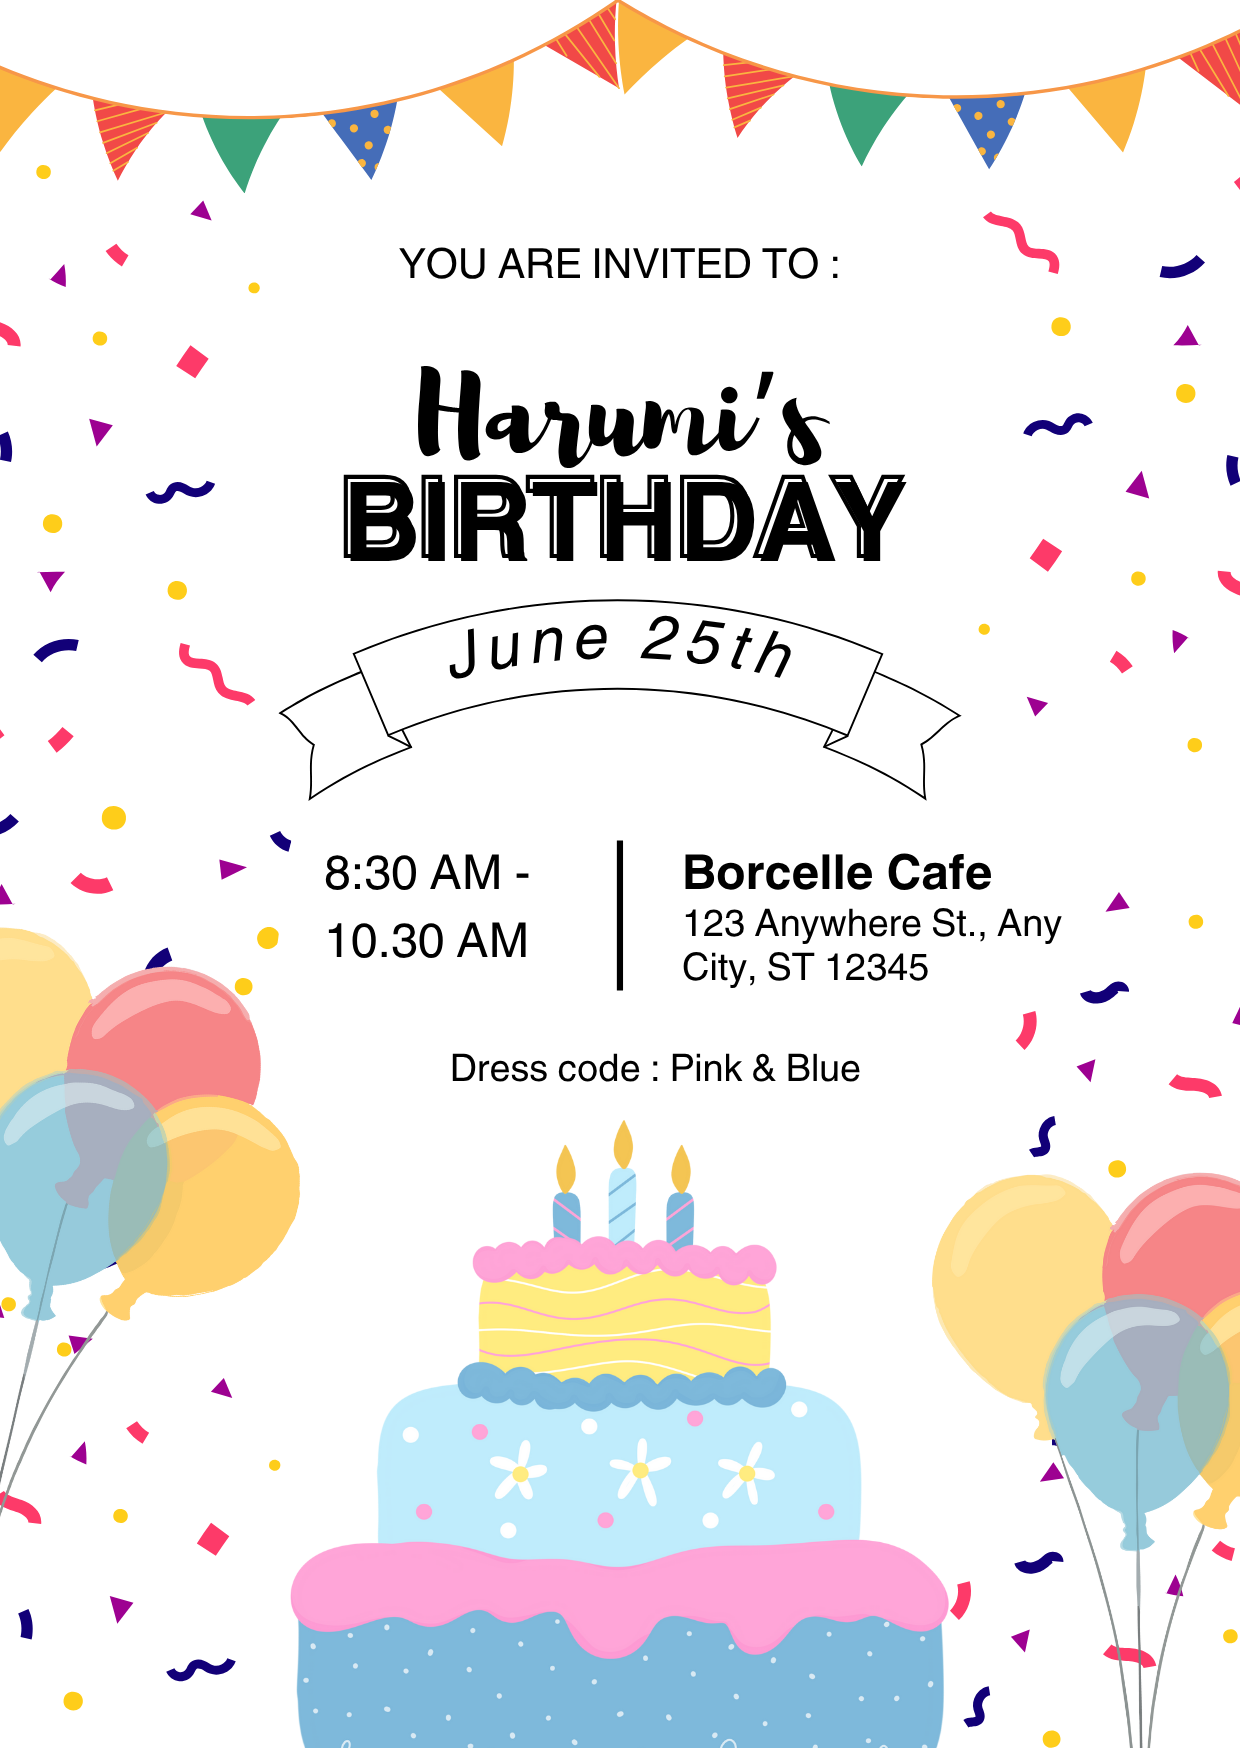 YOU ARE INVITED TO :
Harumi's
BIRTHDAY
June 25th
8:30 AM -
10.30 AM
Borcelle Cafe
123 Anywhere St., Any
City, ST 12345
Dress code : Pink & Blue